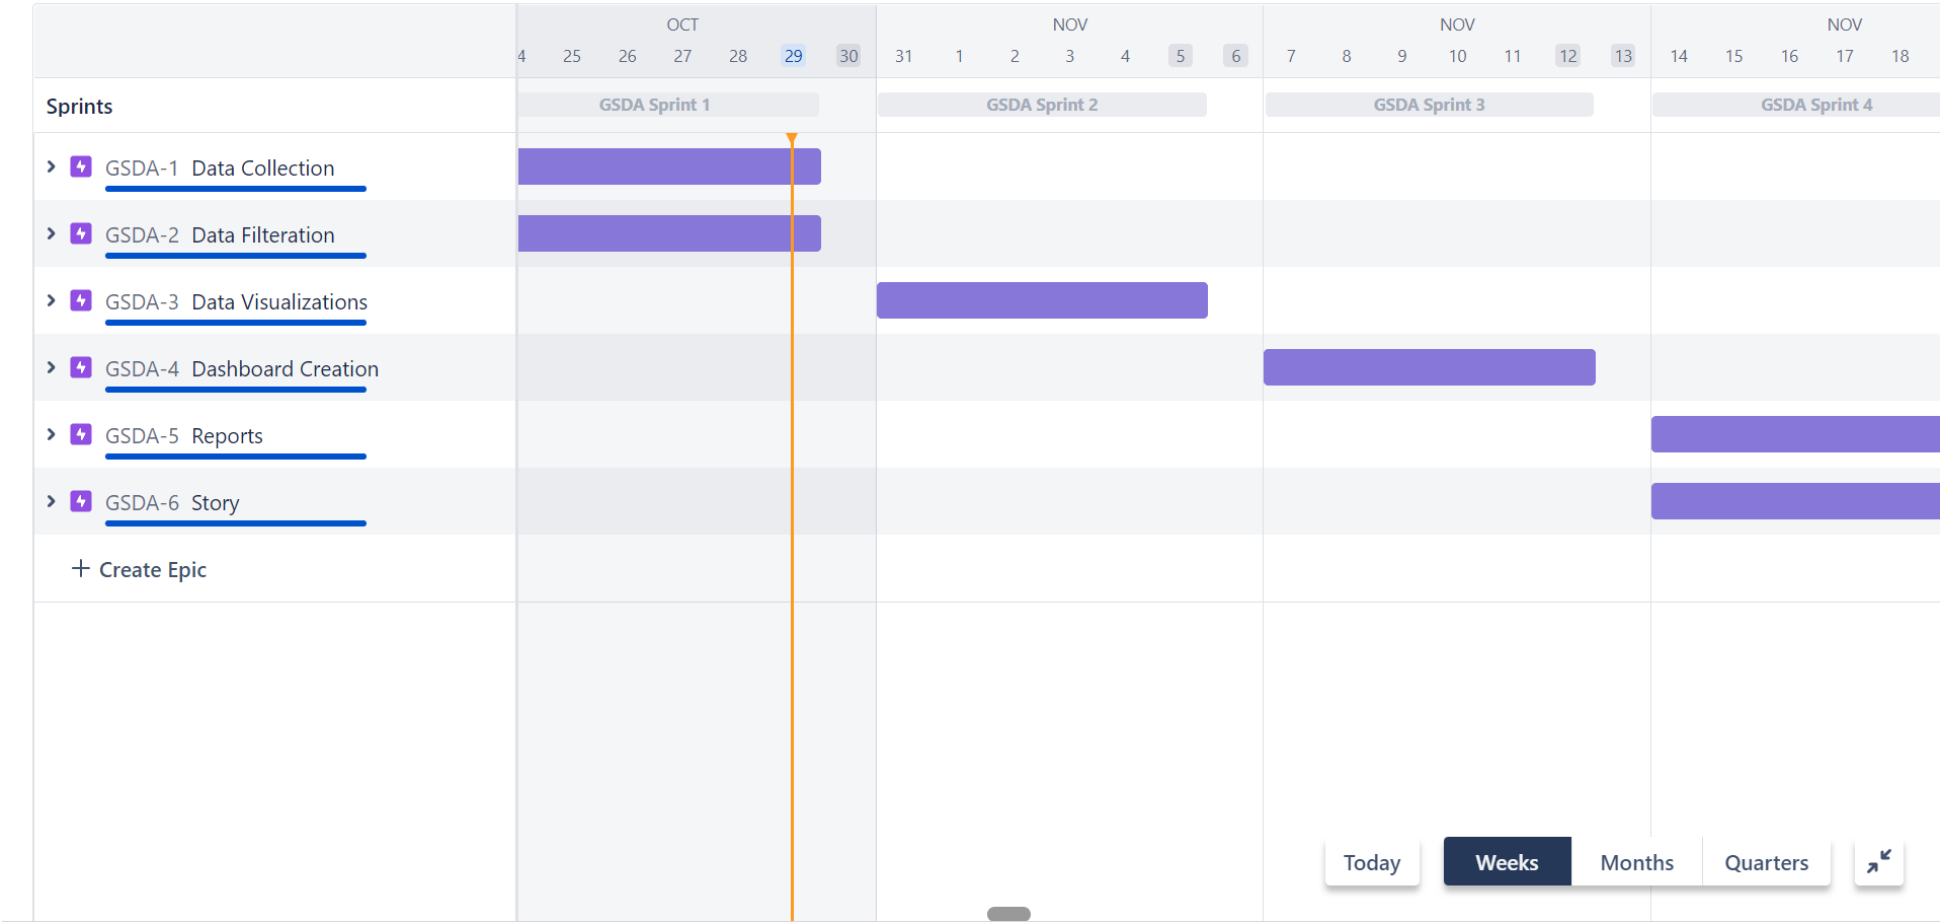 OCT NOV NOV NOV
4 25 26 27 28 29 30 31 1 2 3 4 5 6 7 8 9 10 11 12 13 14 15 16 17 18
Sprints GSDA Sprint 1 GSDA Sprint 2 GSDA Sprint 3 GSDA Sprint 4
GSDA-1 Data Collection
GSDA-2 Data Filteration
GSDA-3 Data Visualizations
GSDA-4 Dashboard Creation
GSDA-5 Reports
GSDA-6 Story
+ Create Epic
Today Weeks Months Quarters